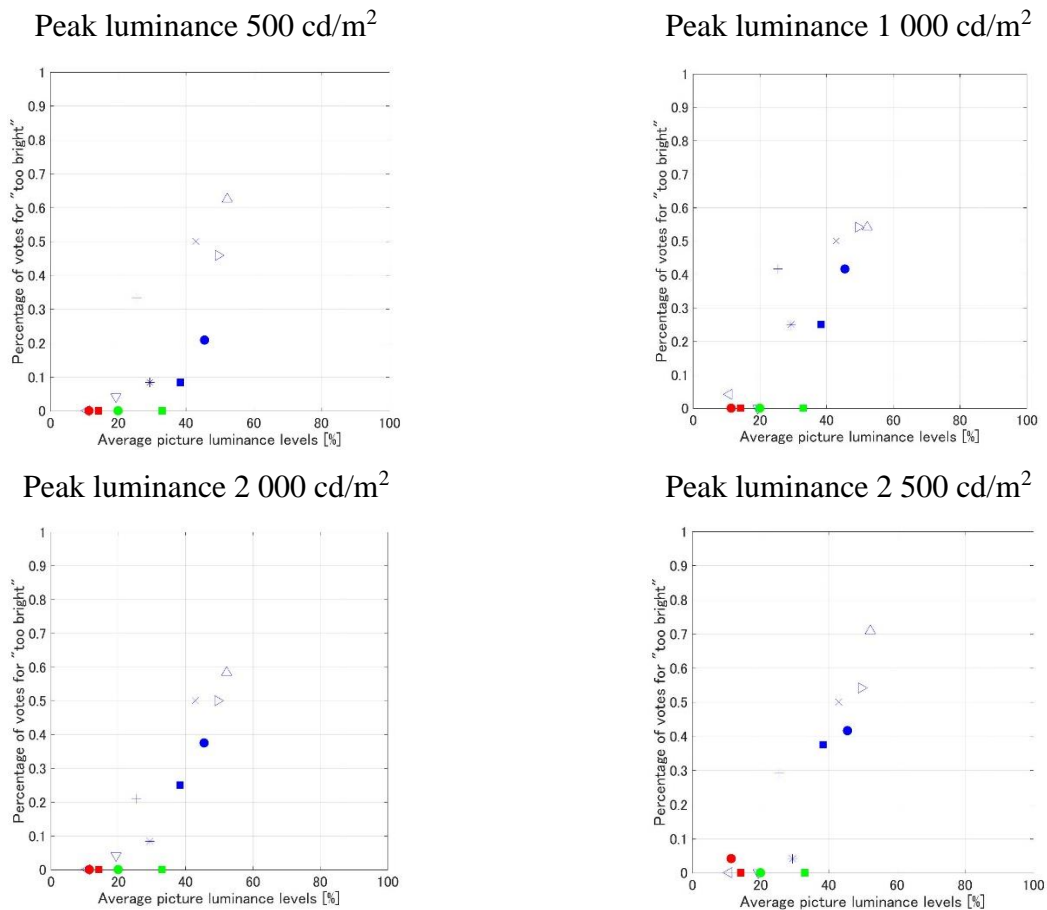 Peak luminance 500 cd/m²
Peak luminance 1 000 cd/m²
1
0.9
0.8
0.7
0.6
0.5
0.4
0.3
0.2
0.1
0
0 20 40 60 80 100
Percentage of votes for "too bright"
Average picture luminance levels [%]
1
0.9
0.8
0.7
0.6
0.5
0.4
0.3
0.2
0.1
0
0 20 40 60 80 100
Percentage of votes for "too bright"
Average picture luminance levels [%]
Peak luminance 2 000 cd/m²
Peak luminance 2 500 cd/m²
1
0.9
0.8
0.7
0.6
0.5
0.4
0.3
0.2
0.1
0
0 20 40 60 80 100
Percentage of votes for "too bright"
Average picture luminance levels [%]
1
0.9
0.8
0.7
0.6
0.5
0.4
0.3
0.2
0.1
0
0 20 40 60 80 100
Percentage of votes for "too bright"
Average picture luminance levels [%]